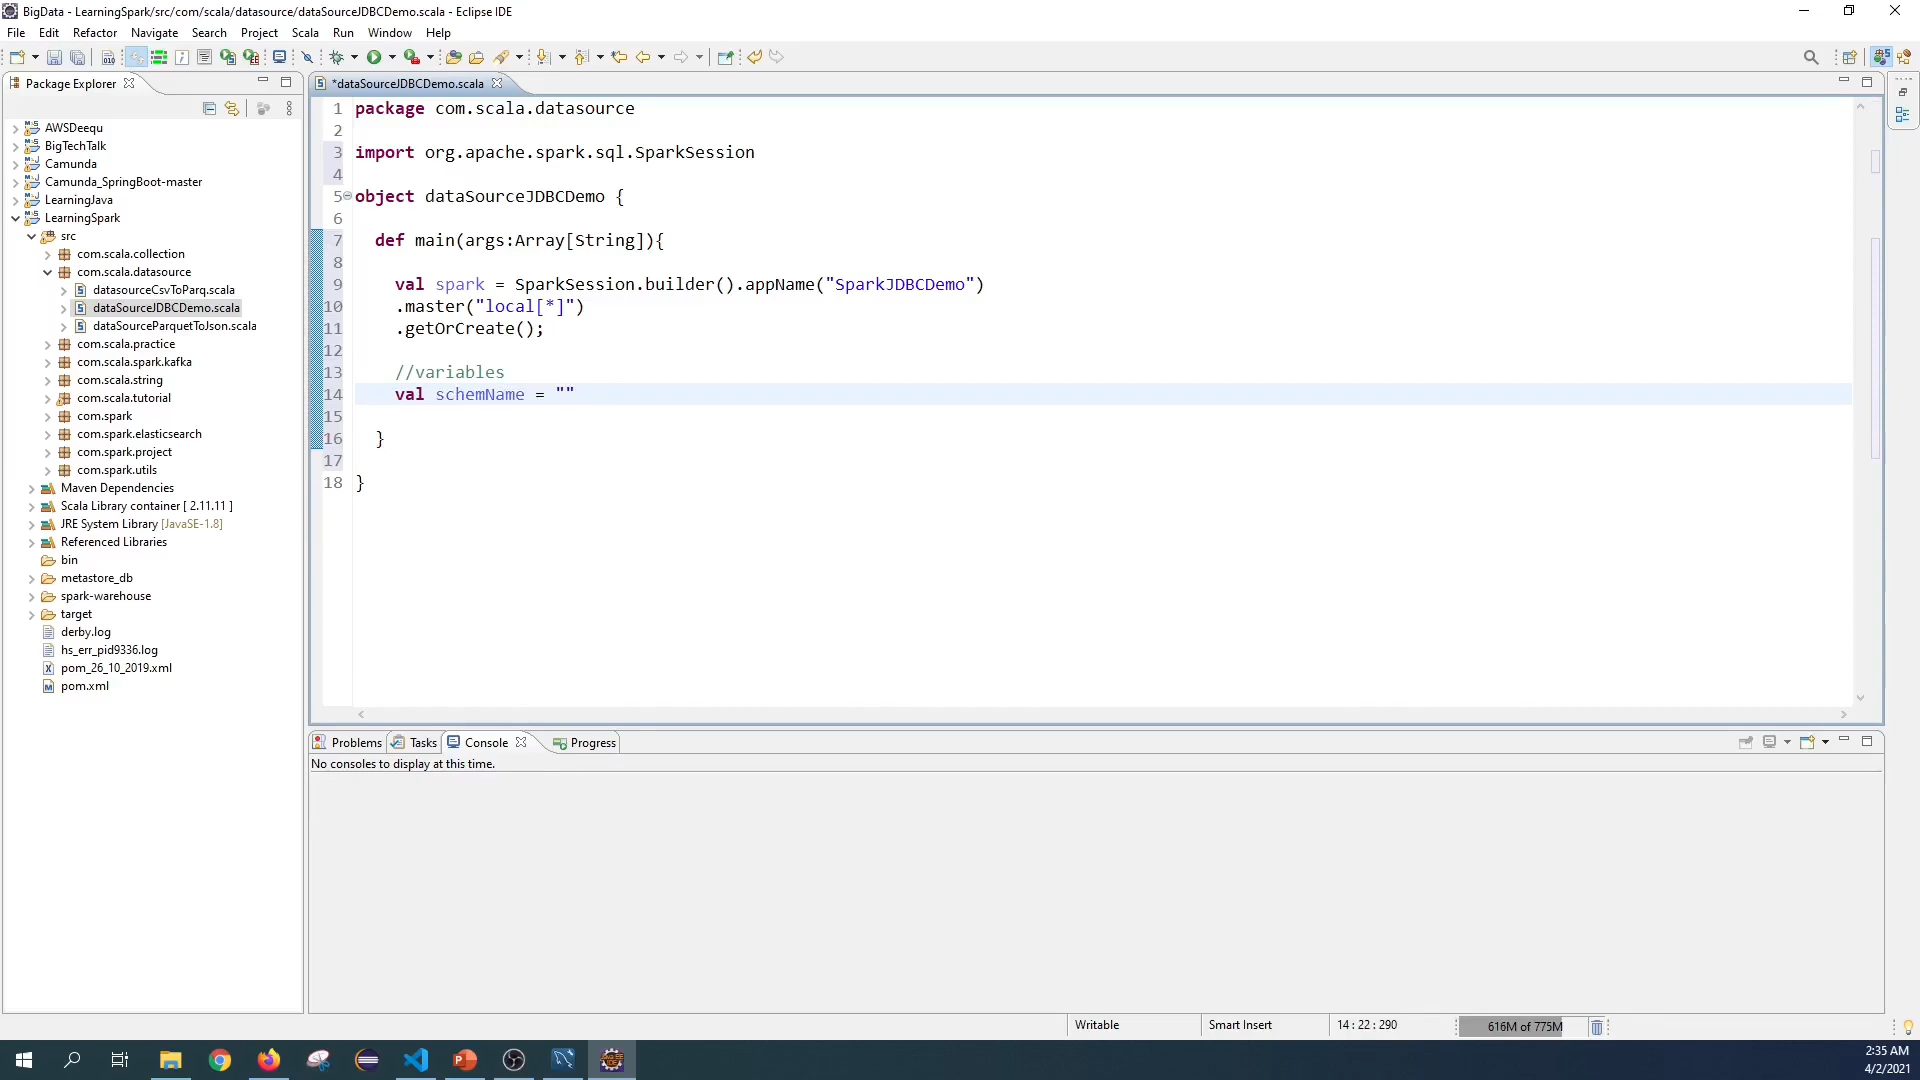 BigData - LearningSpark/src/com/scala/datasource/dataSourceJDBCDemo.scala - Eclipse IDE
File Edit Refactor Navigate Search Project Scala Run Window Help
Package Explorer
*dataSourceJDBCDemo.scala
AWSDeequ
BigTechTalk
Camunda
Camunda_SpringBoot-master
LearningJava
LearningSpark
src
com.scala.collection
com.scala.datasource
datasourceCsvToParq.scala
dataSourceJDBCDemo.scala
dataSourceParquetToJson.scala
com.scala.practice
com.scala.spark.kafka
com.scala.string
com.scala.tutorial
com.spark
com.spark.elasticsearch
com.spark.project
com.spark.utils
Maven Dependencies
Scala Library container [ 2.11.11 ]
JRE System Library [JavaSE-1.8]
Referenced Libraries
bin
metastore_db
spark-warehouse
target
derby.log
hs_err_pid9336.log
pom_26_10_2019.xml
pom.xml
1 package com.scala.datasource
2
3 import org.apache.spark.sql.SparkSession
4
5 object dataSourceJDBCDemo {
6
7 def main(args:Array[String]){
8
9 val spark = SparkSession.builder().appName("SparkJDBCDemo")
10 .master("local[*]")
11 .getOrCreate();
12
13 //variables
14 val schemName = ""
15
16 }
17
18 }
Problems Tasks Console Progress
No consoles to display at this time.
Writable Smart Insert 14 : 22 : 290 616M of 775M
2:35 AM
4/2/2021